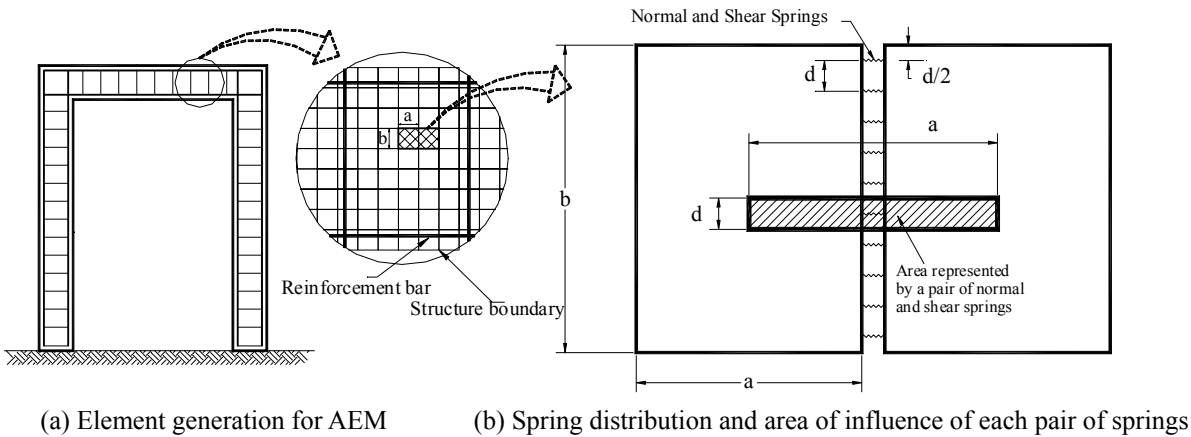 Normal and Shear Springs
a
b
Reinforcement bar
Structure boundary
d
d/2
a
b
d
Area represented
by a pair of normal
and shear springs
a
(a) Element generation for AEM
(b) Spring distribution and area of influence of each pair of springs